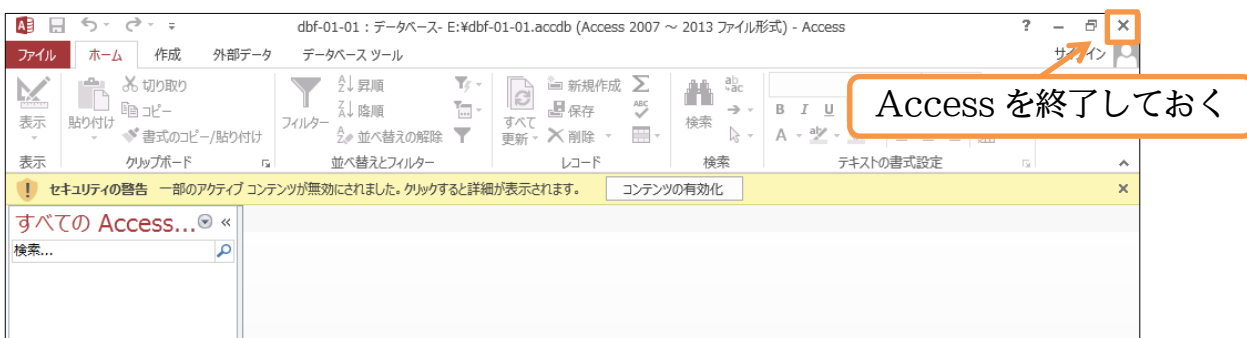 dbf-01-01 : データベース- E:¥dbf-01-01.accdb (Access 2007 ～ 2013 ファイル形式) - Access ?
ファイル ホーム 作成 外部データ データベース ツール
Access を終了しておく
切り取り コピー 書式のコピー/貼り付け
表示 貼り付け フィルター
昇順 降順 並べ替えの解除
すべて更新 新規作成 保存 削除
検索
B I U A
表示 クリップボード 並べ替えとフィルター レコード 検索 テキストの書式設定
セキュリティの警告 一部のアクティブ コンテンツが無効にされました。クリックすると詳細が表示されます。 コンテンツの有効化
すべての Access... «
検索...